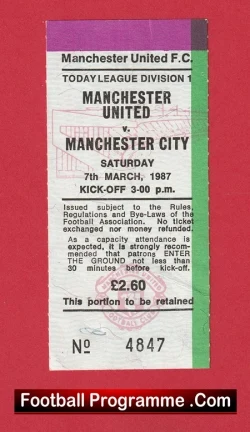 Manchester United F.C.
TODAY LEAGUE DIVISION 1
MANCHESTER
UNITED
v.
MANCHESTER CITY
SATURDAY
7th MARCH, 1987
KICK-OFF 3-00 p.m.
Issued subject to the Rules,
Regulations and Bye-Laws of the
Football Association. No ticket
exchanged nor money refunded.
As a capacity attendance is
expected, it is strongly recom-
mended that patrons ENTER
THE GROUND not less than
30 minutes before kick-off.
£2.60
This portion to be retained
No 4847
Football Programme .Com